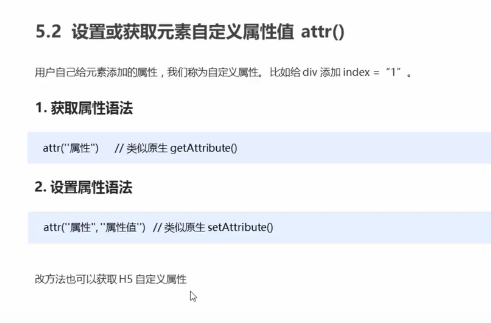 5.2 设置或获取元素自定义属性值 attr()
用户自己给元素添加的属性，我们称为自定义属性。 比如给 div 添加 index =“1”。
1. 获取属性语法
attr(''属性'') // 类似原生 getAttribute()
2. 设置属性语法
attr(''属性'', ''属性值'') // 类似原生 setAttribute()
改方法也可以获取 H5 自定义属性